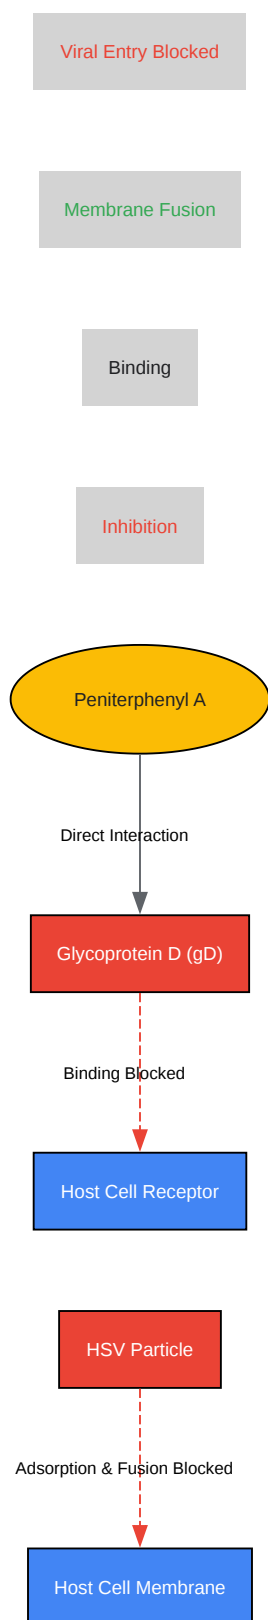 Viral Entry Blocked
Membrane Fusion
Binding
Inhibition
Peniterphenyl A
Direct Interaction
Glycoprotein D (gD)
Binding Blocked
Host Cell Receptor
HSV Particle
Adsorption & Fusion Blocked
Host Cell Membrane